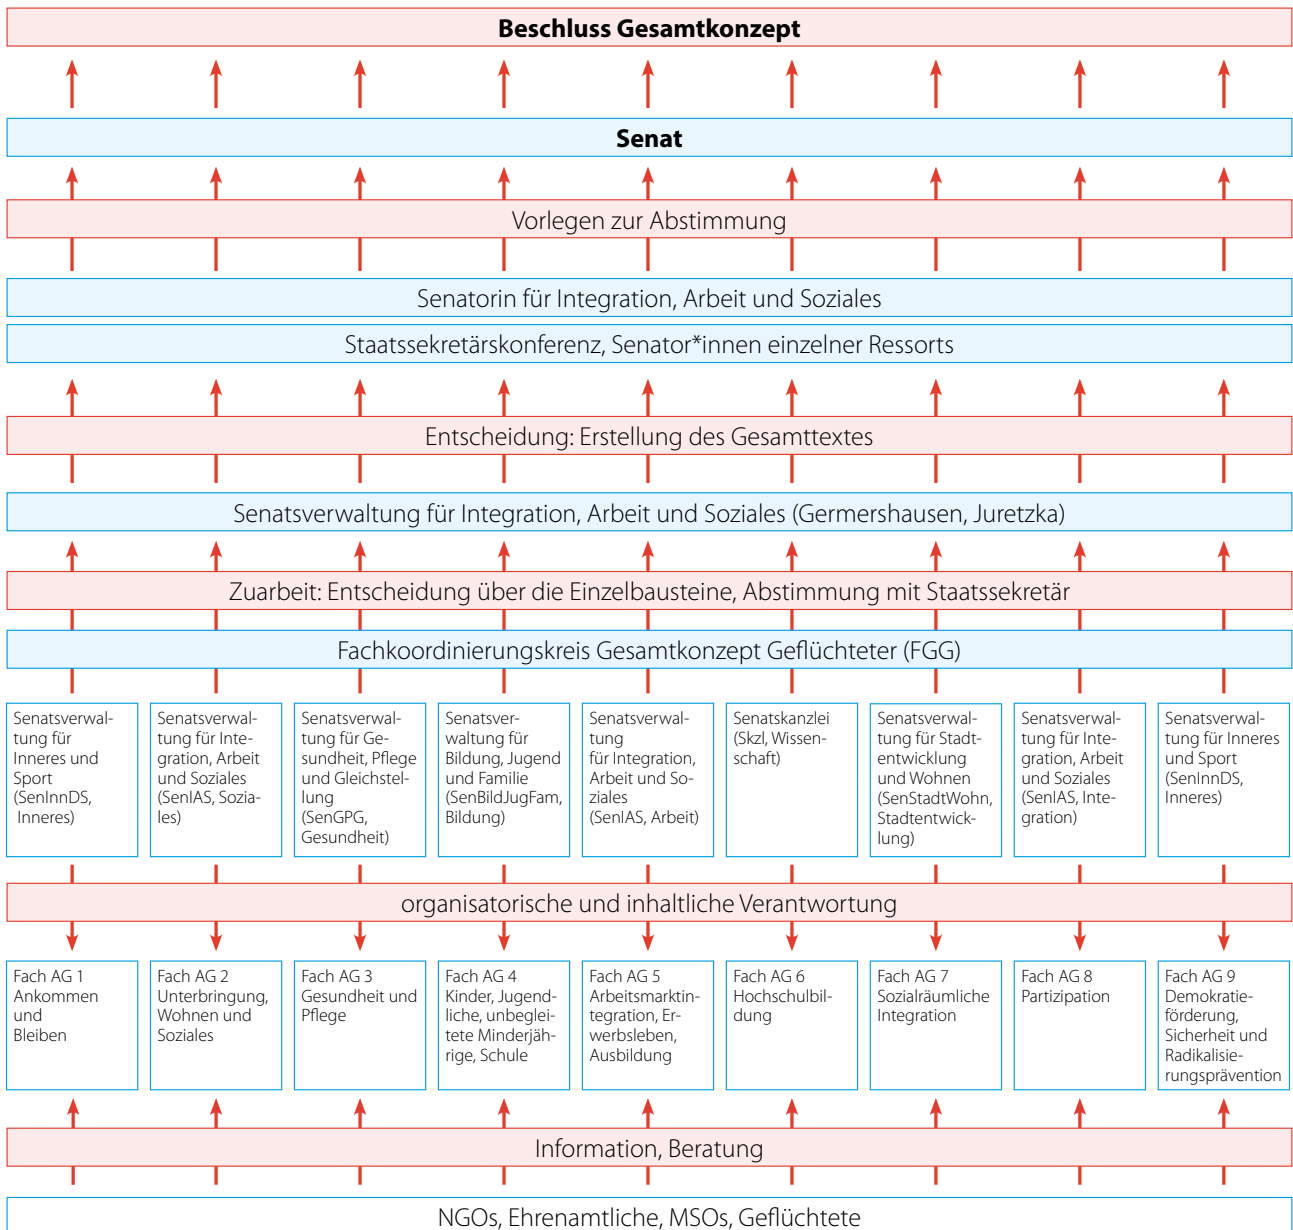 Beschluss Gesamtkonzept
Senat
Vorlegen zur Abstimmung
Senatorin für Integration, Arbeit und Soziales
Staatssekretärskonferenz, Senator*innen einzelner Ressorts
Entscheidung: Erstellung des Gesamttextes
Senatsverwaltung für Integration, Arbeit und Soziales (Germershausen, Juretzka)
Zuarbeit: Entscheidung über die Einzelbausteine, Abstimmung mit Staatssekretär
Fachkoordinierungskreis Gesamtkonzept Geflüchteter (FGG)
Senatsverwal-
tung für
Inneres und
Sport
(SenInnDS,
Inneres)
Senatsverwal-
tung für Inte-
gration, Arbeit
und Soziales
(SenIAS, Sozia-
les)
Senatsverwal-
tung für Ge-
sundheit, Pflege
und Gleichstel-
lung
(SenGPG,
Gesundheit)
Senatsver-
waltung für
Bildung, Jugend
und Familie
(SenBildJugFam,
Bildung)
Senatsverwal-
tung
für Integration,
Arbeit und So-
ziales
(SenIAS, Arbeit)
Senatskanzlei
(Skzl, Wissen-
schaft)
Senatsverwal-
tung für Stadt-
entwicklung
und Wohnen
(SenStadtWohn,
Stadtentwick-
lung)
Senatsverwal-
tung für Inte-
gration, Arbeit
und Soziales
(SenIAS, Inte-
gration)
Senatsverwal-
tung für Inneres
und Sport
(SenInnDS,
Inneres)
organisatorische und inhaltliche Verantwortung
Fach AG 1
Ankommen
und
Bleiben
Fach AG 2
Unterbringung,
Wohnen und
Soziales
Fach AG 3
Gesundheit und
Pflege
Fach AG 4
Kinder, Jugend-
liche, unbeglei-
tete Minderjäh-
rige, Schule
Fach AG 5
Arbeitsmarktin-
tegration, Er-
werbsleben,
Ausbildung
Fach AG 6
Hochschulbil-
dung
Fach AG 7
Sozialräumliche
Integration
Fach AG 8
Partizipation
Fach AG 9
Demokratie-
förderung,
Sicherheit und
Radikalisie-
rungsprävention
Information, Beratung
NGOs, Ehrenamtliche, MSOs, Geflüchtete